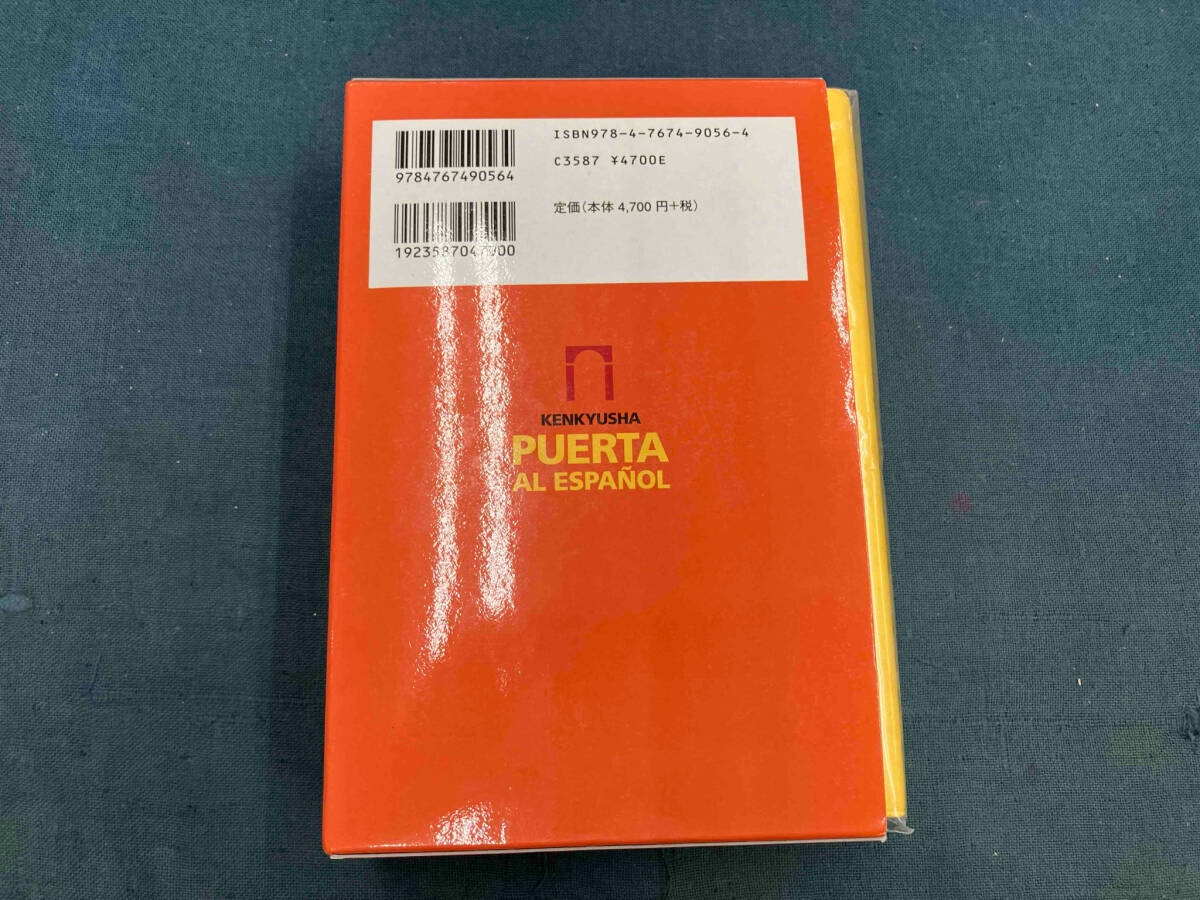 ISBN978-4-7674-9056-4
9784767490564
C3587 ¥4700E
定価(本体 4,700 円+税)
1923587047000
KENKYUSHA
PUERTA
AL ESPAÑOL